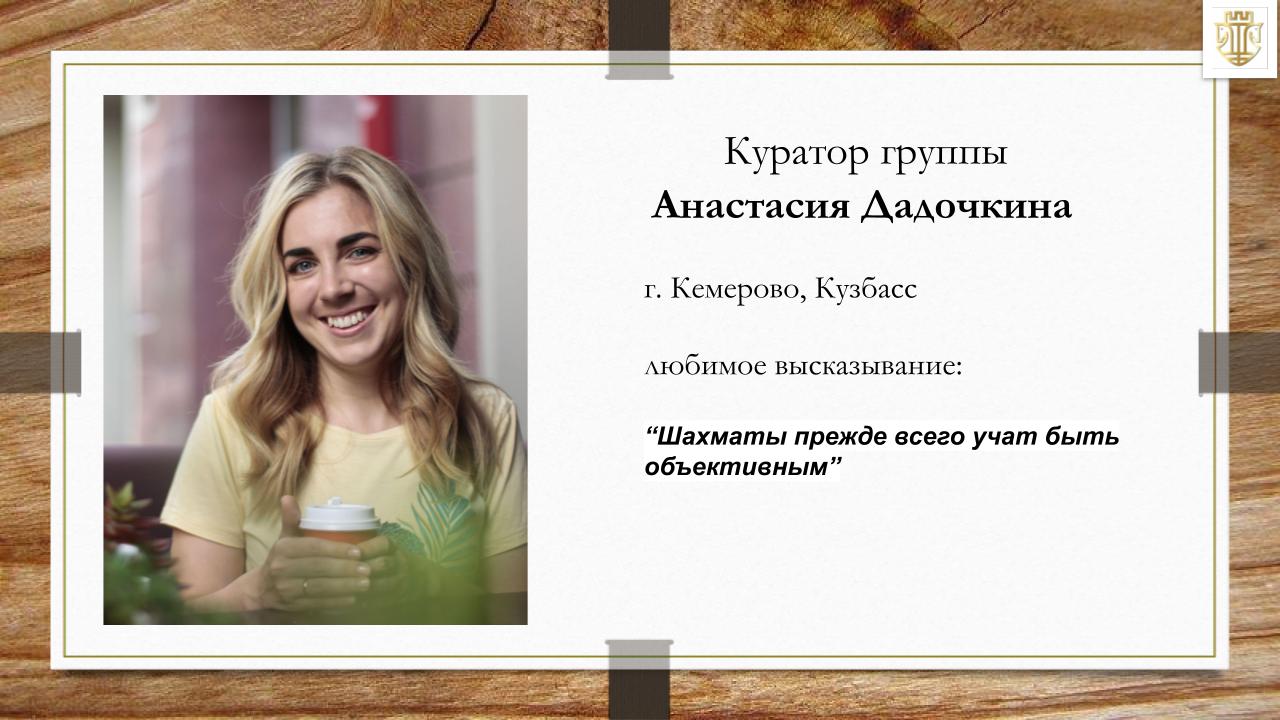 Куратор группы
Анастасия Дадочкина
г. Кемерово, Кузбасс
любимое высказывание:
“Шахматы прежде всего учат быть
объективным”